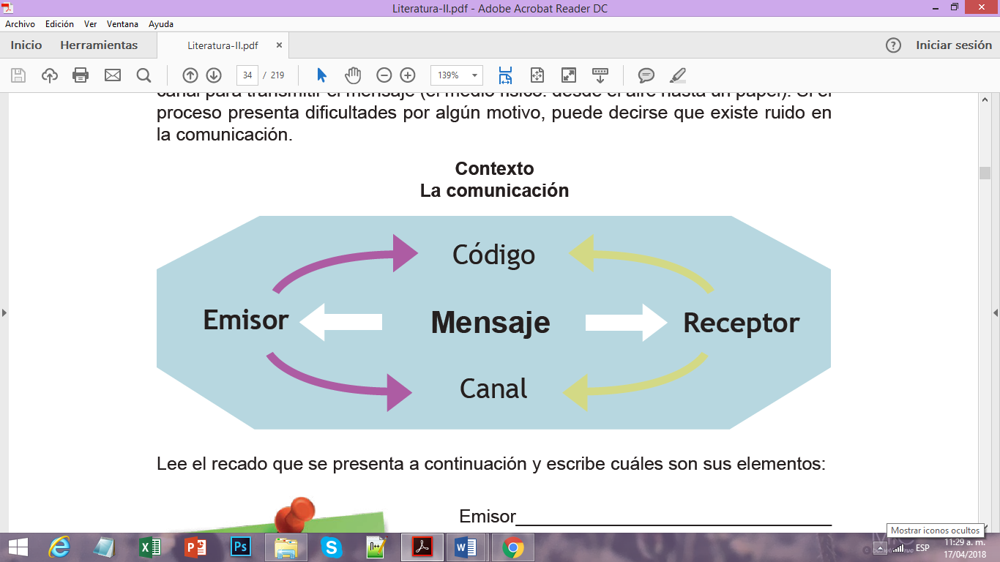 Literatura-II.pdf - Adobe Acrobat Reader DC
Archivo Edición Ver Ventana Ayuda
Inicio Herramientas Literatura-II.pdf × Iniciar sesión
34 / 219 139%
canal para transmitir el mensaje (el medio físico: desde el aire hasta un papel). Si el
proceso presenta dificultades por algún motivo, puede decirse que existe ruido en
la comunicación.
Contexto
La comunicación
Código
Emisor Mensaje Receptor
Canal
Lee el recado que se presenta a continuación y escribe cuáles son sus elementos:
Emisor
Mostrar iconos ocultos
ESP
11:29 a. m.
17/04/2018